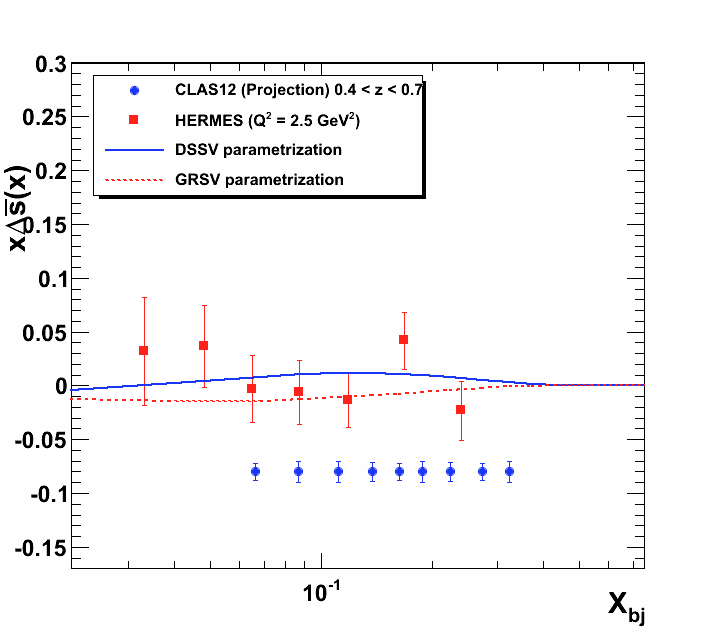 0.3
CLAS12 (Projection) 0.4 < z < 0.7
0.25
HERMES (Q² = 2.5 GeV²)
DSSV parametrization
0.2
GRSV parametrization
xΔs̅(x)
0.15
0.1
0.05
0
-0.05
-0.1
-0.15
10⁻¹
X_bj